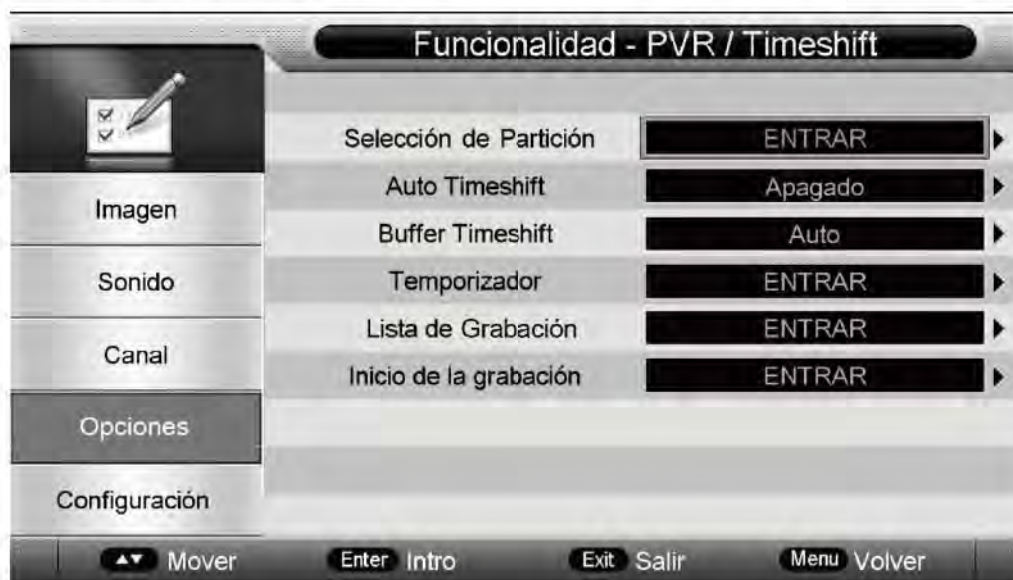 Funcionalidad - PVR / Timeshift
Selección de Partición ENTRAR
Auto Timeshift Apagado
Buffer Timeshift Auto
Temporizador ENTRAR
Lista de Grabación ENTRAR
Inicio de la grabación ENTRAR
Imagen
Sonido
Canal
Opciones
Configuración
Mover Enter Intro Exit Salir Menu Volver